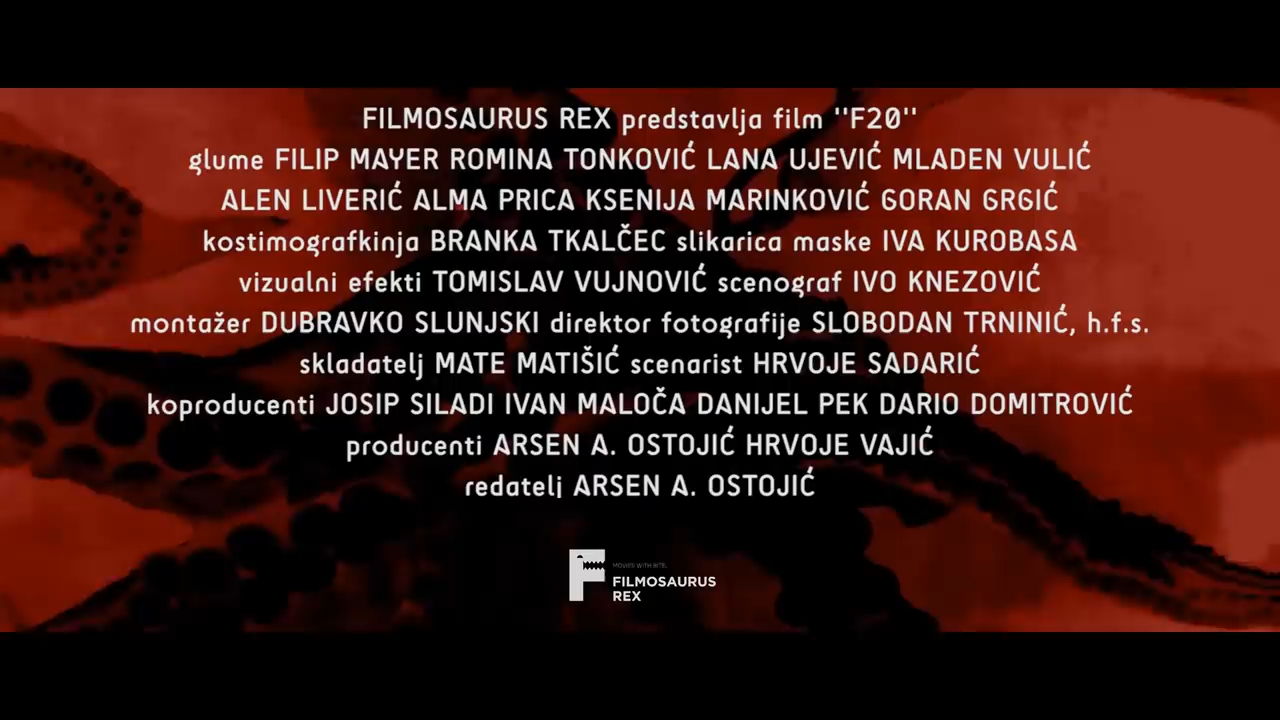 FILMOSAURUS REX predstavlja film "F20"
glume FILIP MAYER ROMINA TONKOVIĆ LANA UJEVIĆ MLADEN VULIĆ
ALEN LIVERIĆ ALMA PRICA KSENIJA MARINKOVIĆ GORAN GRGIĆ
kostimografkinja BRANKA TKALČEC slikarica maske IVA KUROBASA
vizualni efekti TOMISLAV VUJNOVIĆ scenograf IVO KNEZOVIĆ
montažer DUBRAVKO SLUNJSKI direktor fotografije SLOBODAN TRNINIĆ, h.f.s.
skladatelj MATE MATIŠIĆ scenarist HRVOJE SADARIĆ
koproducenti JOSIP SILADI IVAN MALOČA DANIJEL PEK DARIO DOMITROVIĆ
producenti ARSEN A. OSTOJIĆ HRVOJE VAJIĆ
redatelj ARSEN A. OSTOJIĆ
MOVIES WITH BITE.
FILMOSAURUS
REX